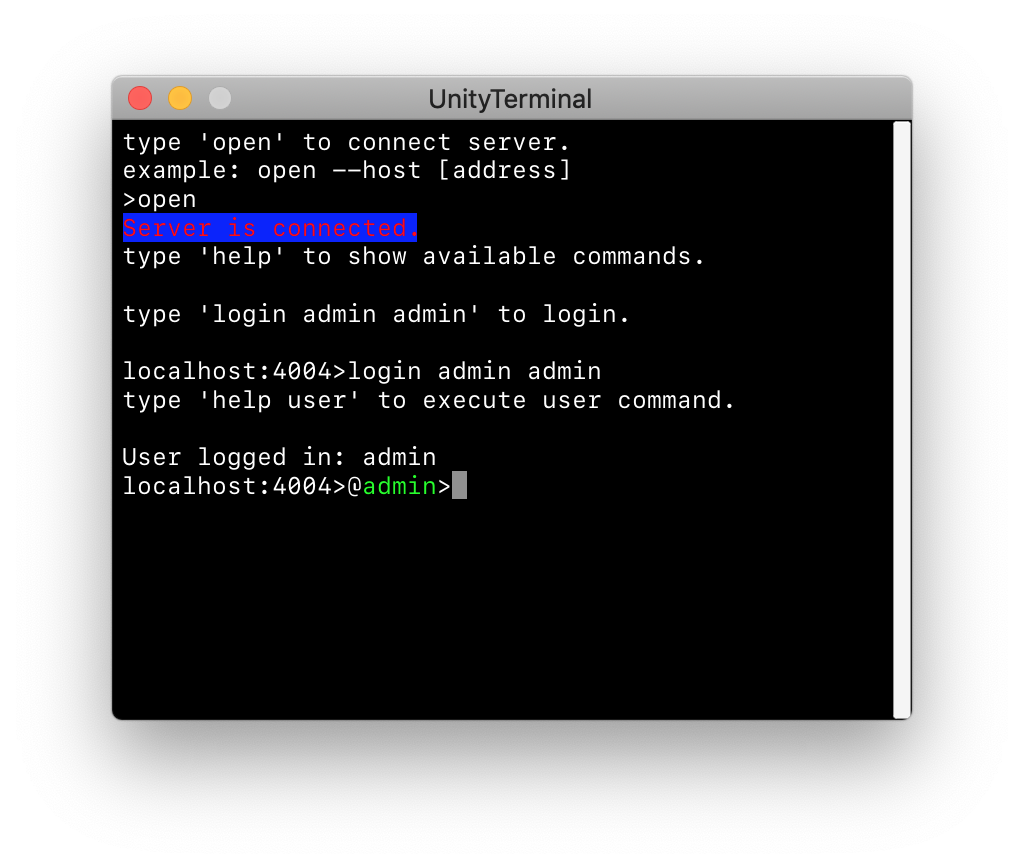 UnityTerminal
type 'open' to connect server.
example: open --host [address]
>open
Server is connected.
type 'help' to show available commands.
type 'login admin admin' to login.
localhost:4004>login admin admin
type 'help user' to execute user command.
User logged in: admin
localhost:4004>@admin>